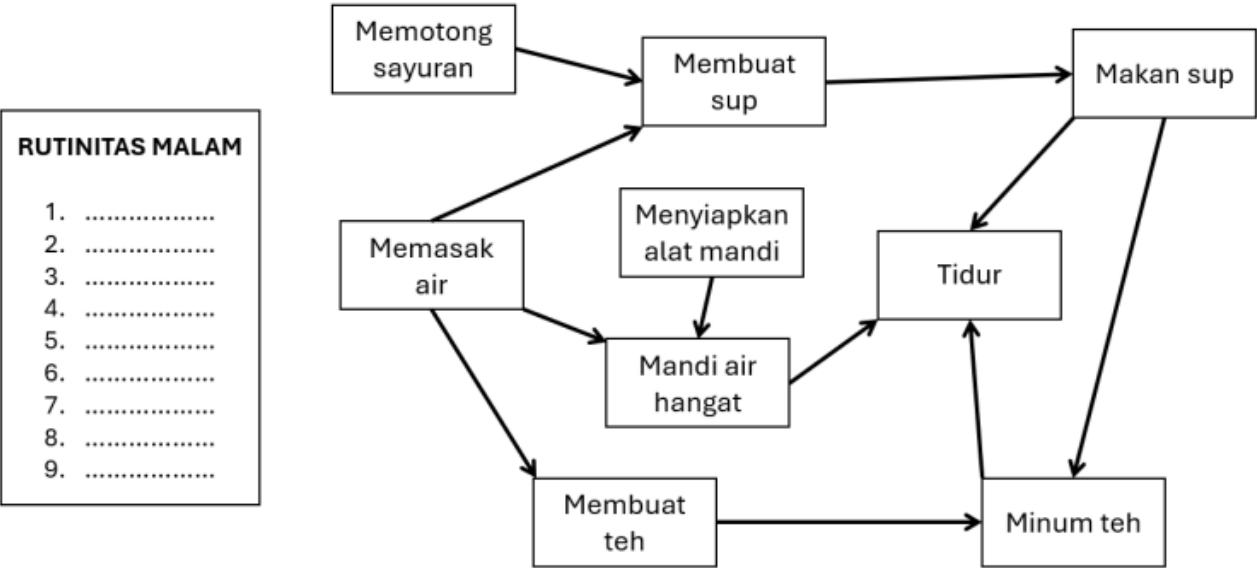 RUTINITAS MALAM
1. ………………
2. ………………
3. ………………
4. ………………
5. ………………
6. ………………
7. ………………
8. ………………
9. ………………
Memotong
sayuran
Membuat
sup
Makan sup
Memasak
air
Menyiapkan
alat mandi
Tidur
Mandi air
hangat
Membuat
teh
Minum teh